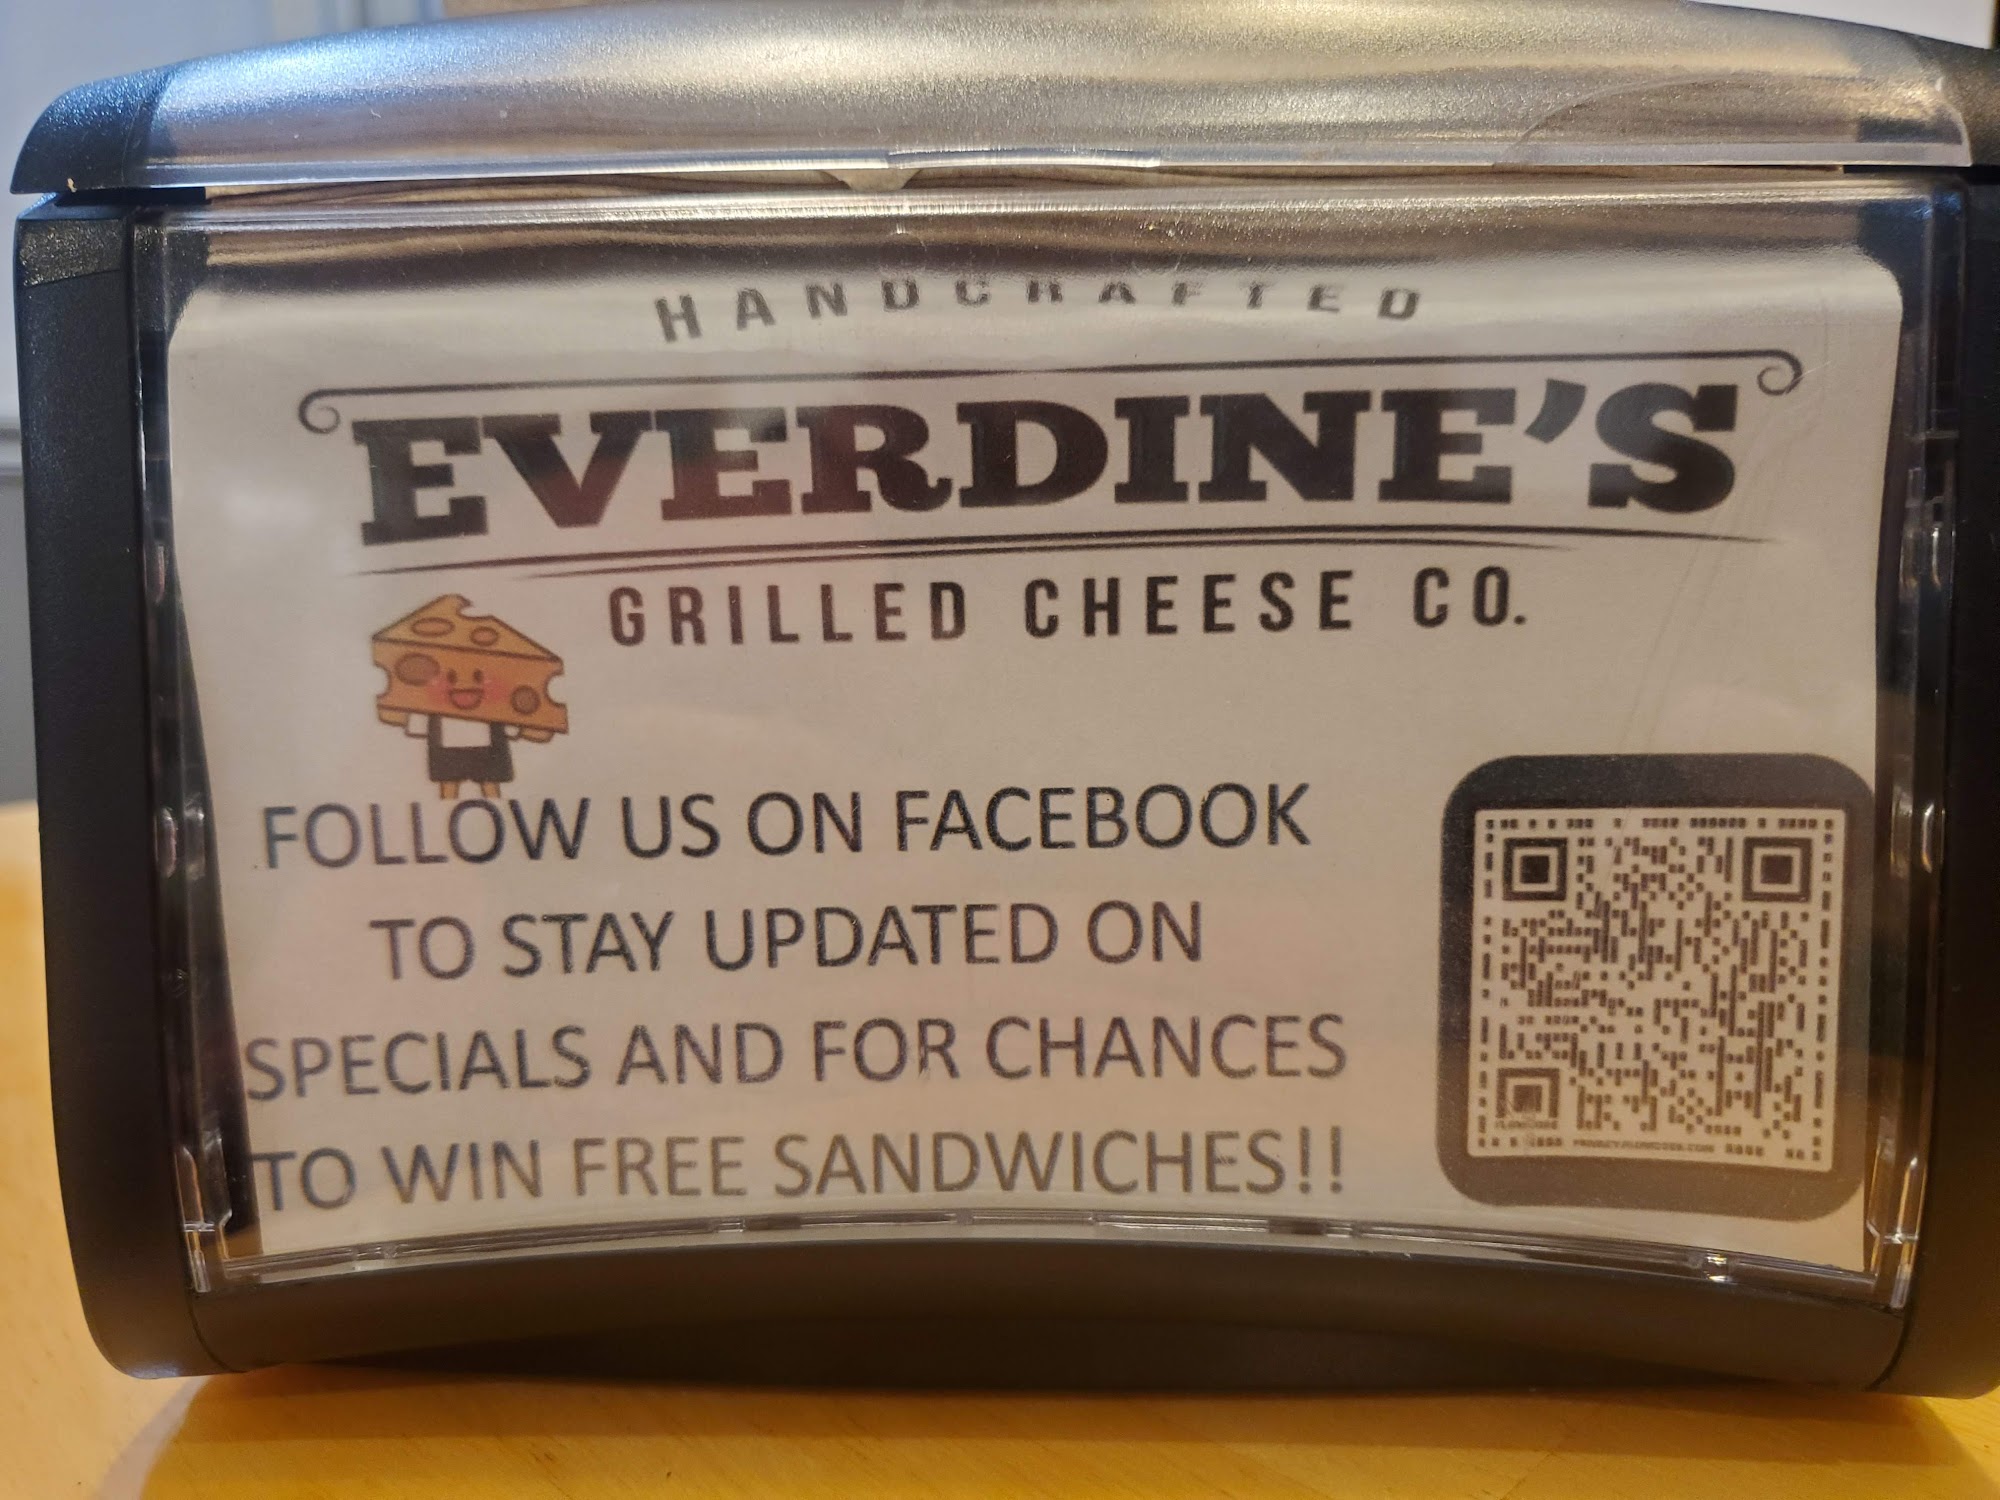 HANDCRAFTED
EVERDINE'S
GRILLED CHEESE CO.
FOLLOW US ON FACEBOOK
TO STAY UPDATED ON
SPECIALS AND FOR CHANCES
TO WIN FREE SANDWICHES!!